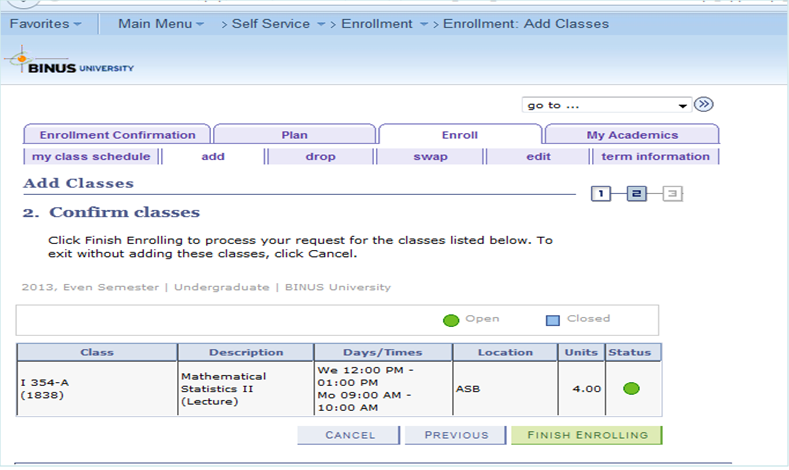 Favorites Main Menu > Self Service > Enrollment > Enrollment: Add Classes
BINUS UNIVERSITY
go to ...
Enrollment Confirmation Plan Enroll My Academics
my class schedule add drop swap edit term information
Add Classes
1 2 3
2. Confirm classes
Click Finish Enrolling to process your request for the classes listed below. To
exit without adding these classes, click Cancel.
2013, Even Semester | Undergraduate | BINUS University
Open Closed
Class Description Days/Times Location Units Status
I 354-A
(1838)
Mathematical
Statistics II
(Lecture)
We 12:00 PM -
01:00 PM
Mo 09:00 AM -
10:00 AM
ASB
4.00
CANCEL PREVIOUS FINISH ENROLLING